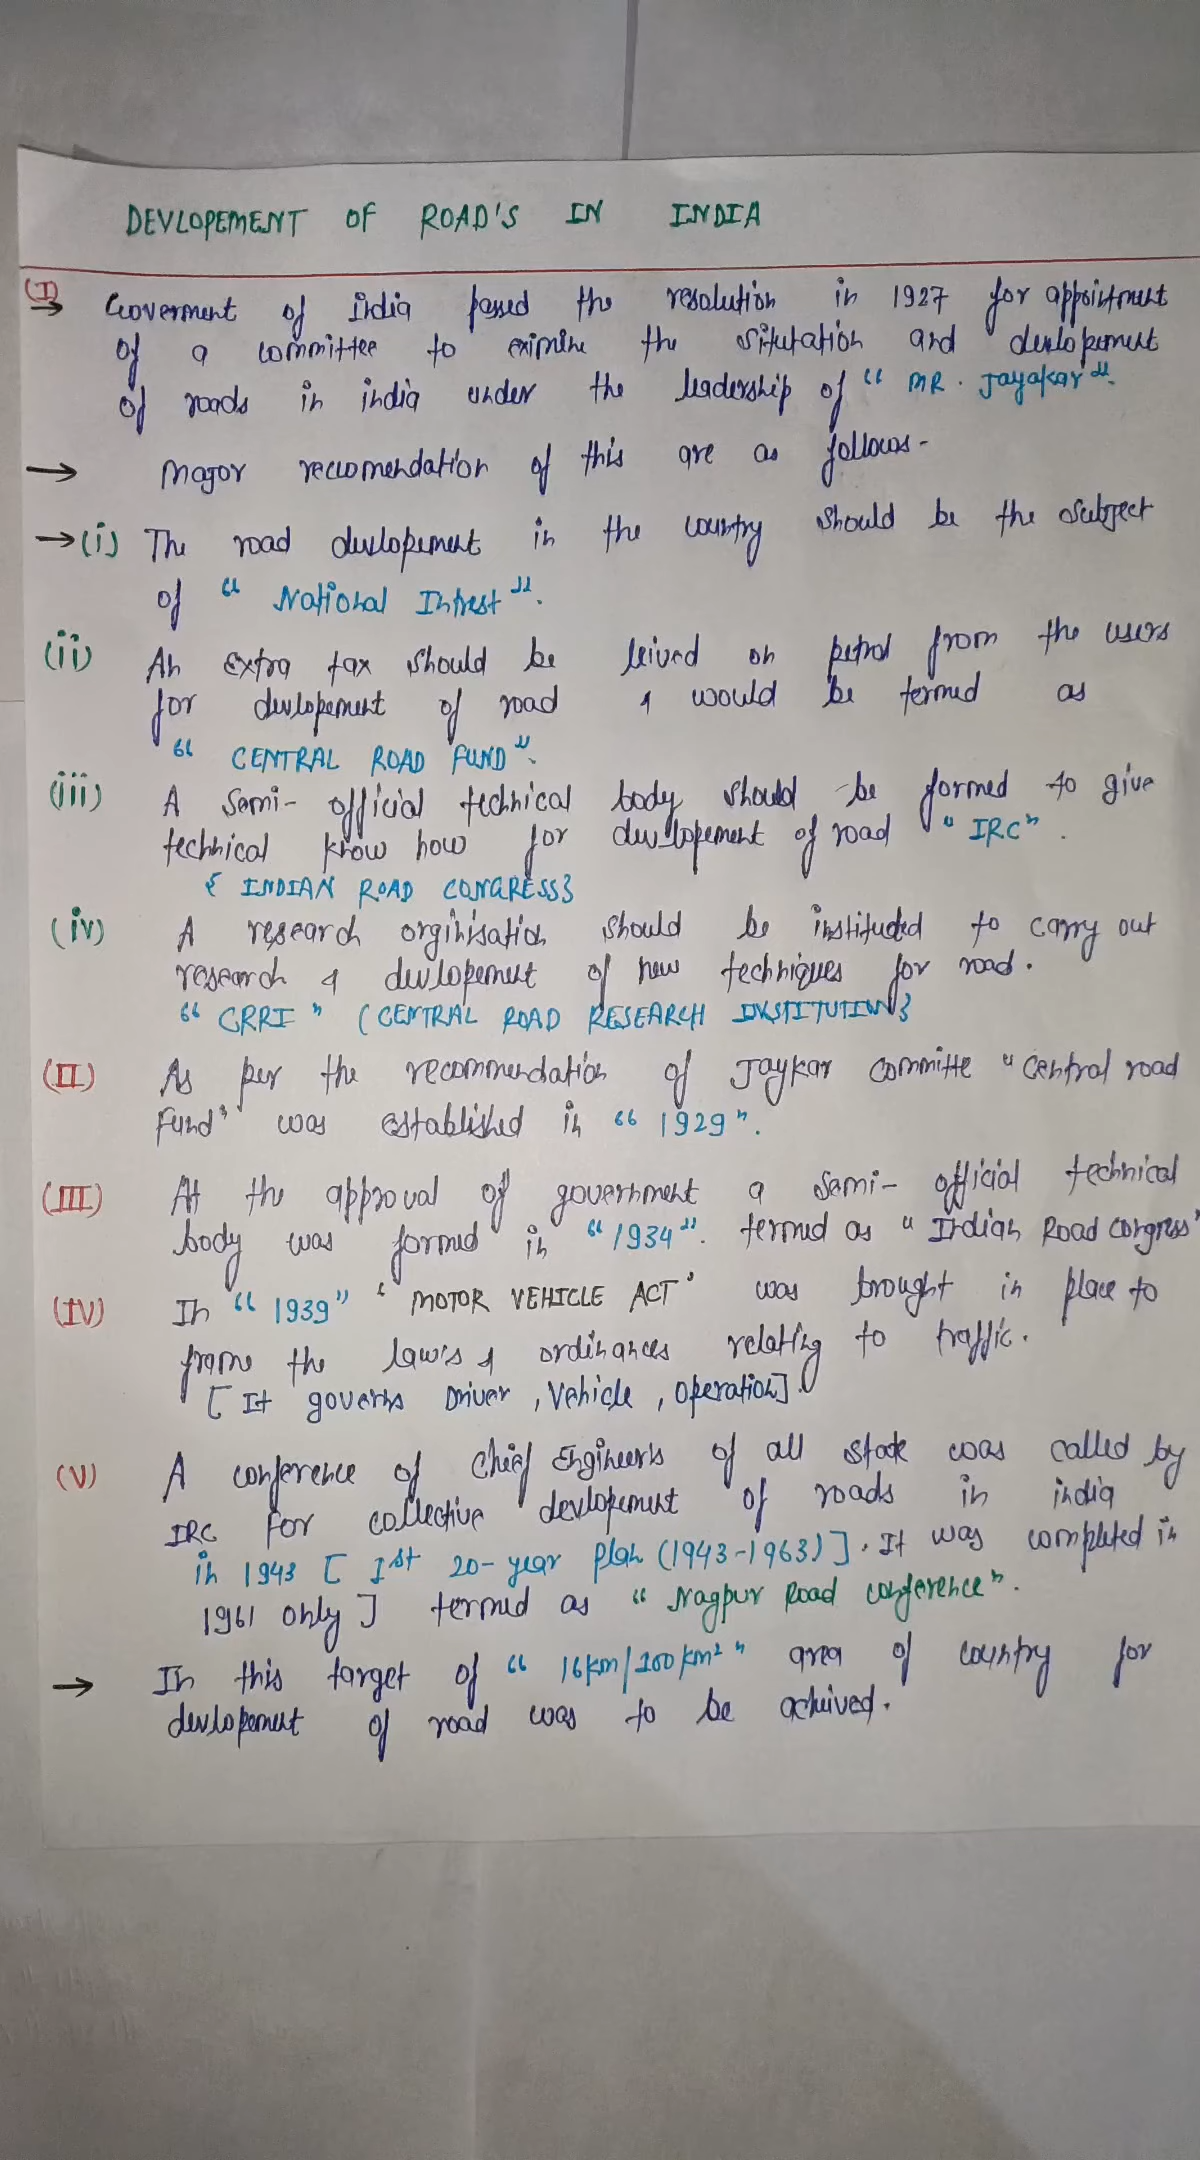 DEVLOPEMENT OF ROAD'S IN INDIA
(I)
→ Goverment of India passed the resolution in 1927 for appointment
of a committee to eximine the situtation and devlopement
of roads in india under the leadership of "MR. Jayakar".
→ Major reccomendation of this are as follows-
→ (i) The road devlopement in the country should be the subject
of "National Intrest".
(ii) An extra tax should be leived on petrol from the users
for devlopement of road & would be termed as
"CENTRAL ROAD FUND".
(iii) A Semi-official technical body should be formed to give
technical know how for devlopement of road "IRC".
{ INDIAN ROAD CONGRESS}
(iv) A research orginisation should be instituded to carry out
research & devlopement of new techniques for road.
"CRRI" (CENTRAL ROAD RESEARCH INSTITUTION}
(II) As per the recommendation of Jaykar committe "Central road
Fund" was established in "1929".
(III) At the approval of government a semi-official technical
body was formed in "1934". termed as "Indian Road Congress"
(IV) In "1939" 'MOTOR VEHICLE ACT' was brought in place to
frame the law's & ordinances relating to traffic.
[It governs Driver, Vehicle, Operation].
(V) A conference of Chief Engineer's of all state was called by
IRC For collective devlopement of roads in india
in 1943 [ Ist 20-year plan (1943-1963)]. It was completed in
1961 only] termed as "Nagpur Road conference".
→ In this target of "16km/100km²" area of country for
devlopement of road was to be acheived.